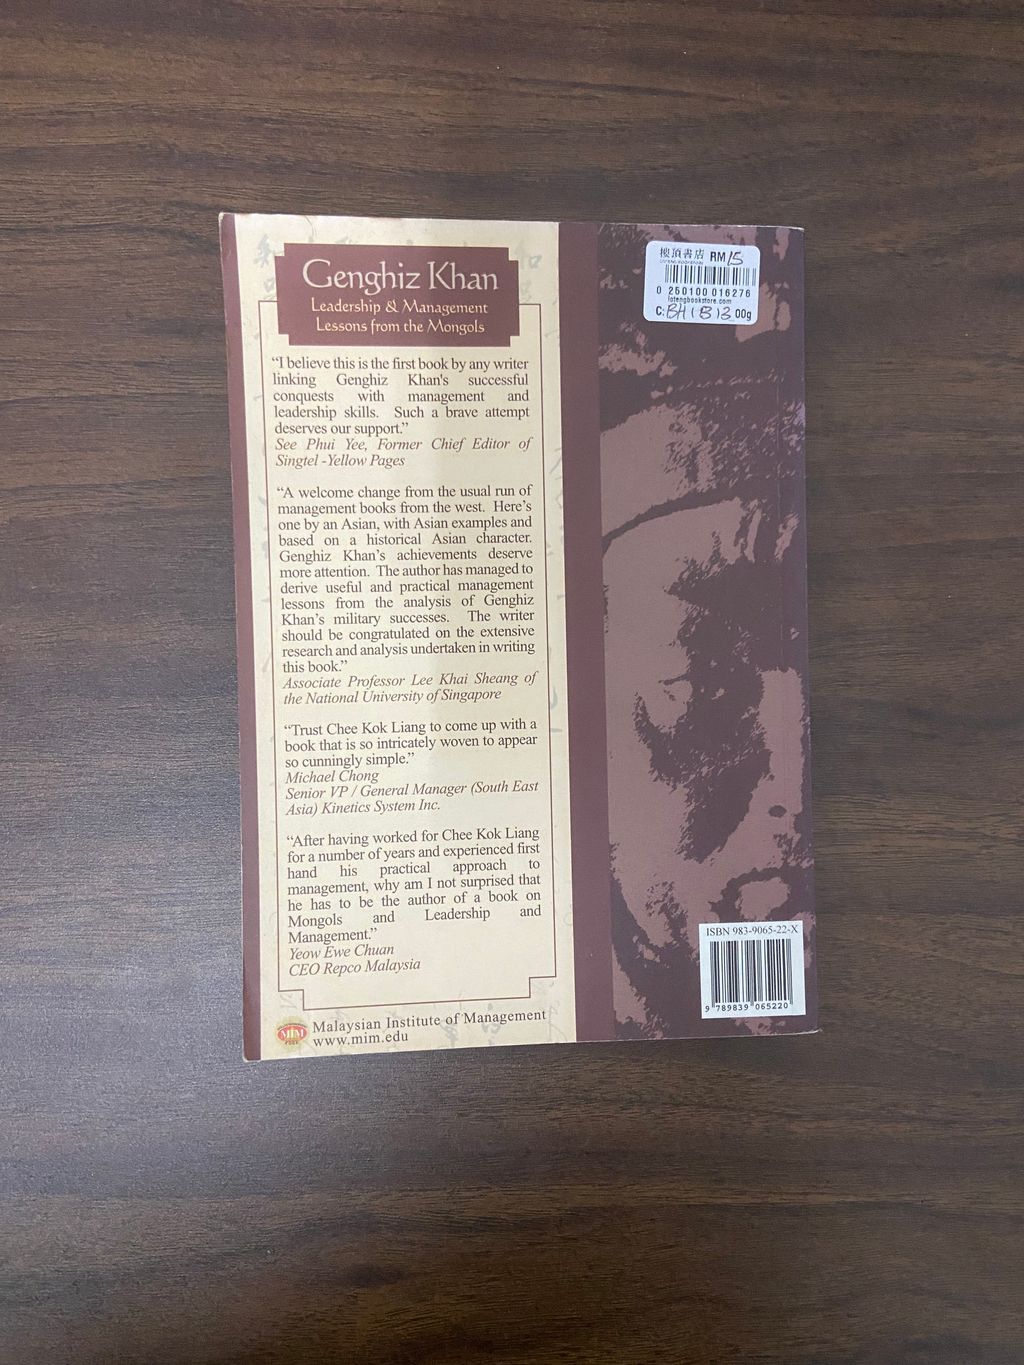 Genghiz Khan
Leadership & Management
Lessons from the Mongols
“I believe this is the first book by any writer
linking Genghiz Khan's successful
conquests with management and
leadership skills. Such a brave attempt
deserves our support.”
See Phui Yee, Former Chief Editor of
Singtel -Yellow Pages
“A welcome change from the usual run of
management books from the west. Here’s
one by an Asian, with Asian examples and
based on a historical Asian character.
Genghiz Khan’s achievements deserve
more attention. The author has managed to
derive useful and practical management
lessons from the analysis of Genghiz
Khan’s military successes. The writer
should be congratulated on the extensive
research and analysis undertaken in writing
this book.”
Associate Professor Lee Khai Sheang of
the National University of Singapore
“Trust Chee Kok Liang to come up with a
book that is so intricately woven to appear
so cunningly simple.”
Michael Chong
Senior VP / General Manager (South East
Asia) Kinetics System Inc.
“After having worked for Chee Kok Liang
for a number of years and experienced first
hand his practical approach to
management, why am I not surprised that
he has to be the author of a book on
Mongols and Leadership and
Management.”
Yeow Ewe Chuan
CEO Repco Malaysia
MIM
Malaysian Institute of Management
www.mim.edu
樓頂書店 RM 15
0 250100 016276
latengbookstore.com
C: BH(B)3 00g
ISBN 983-9065-22-X
9 789839 065220